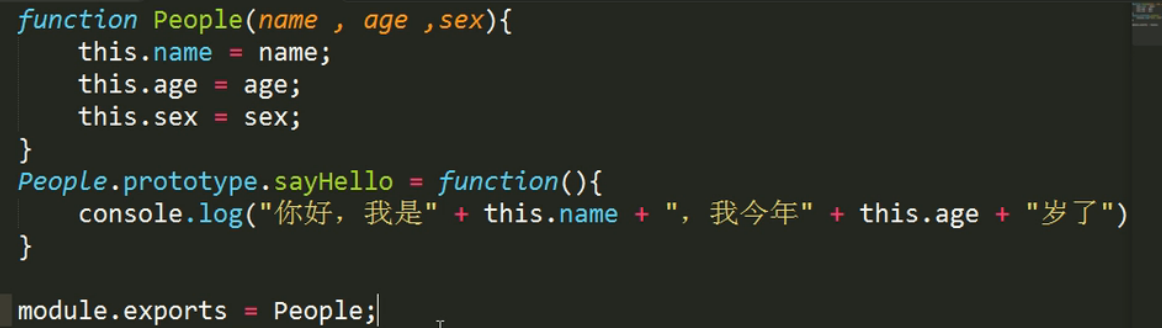 function People(name , age ,sex){
    this.name = name;
    this.age = age;
    this.sex = sex;
}
People.prototype.sayHello = function(){
    console.log("你好，我是" + this.name + "，我今年" + this.age + "岁了")
}
module.exports = People;